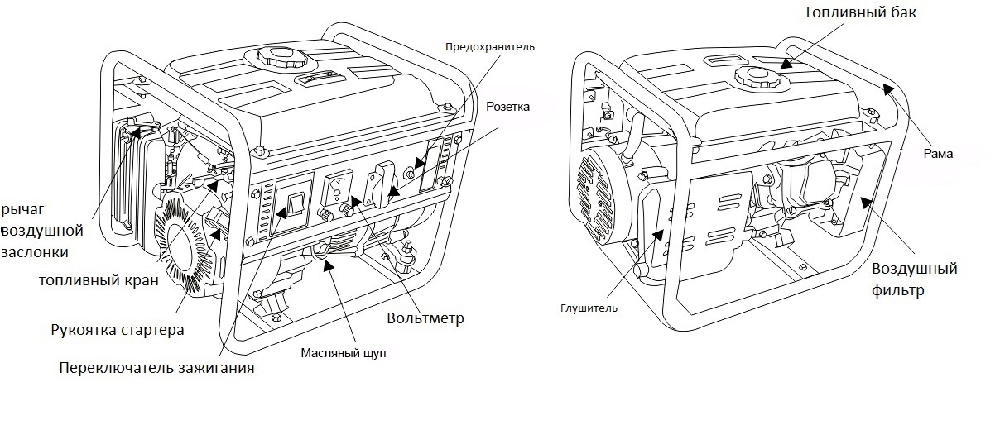 Топливный бак
Предохранитель
Розетка
Рама
рычаг
воздушной
заслонки
топливный кран
Рукоятка стартера
Переключатель зажигания
Вольтметр
Масляный щуп
Глушитель
Воздушный
фильтр
V